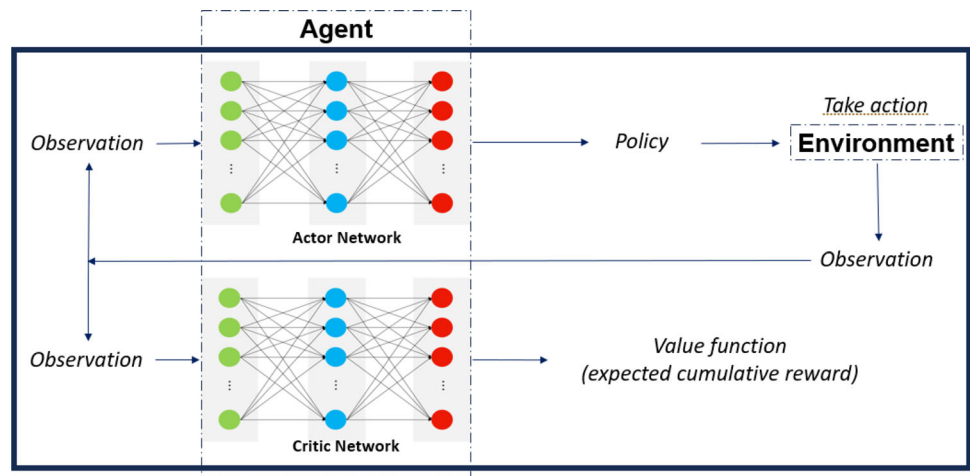 Agent
Take action
Observation
Policy
Environment
Actor Network
Observation
Observation
Value function
(expected cumulative reward)
Critic Network